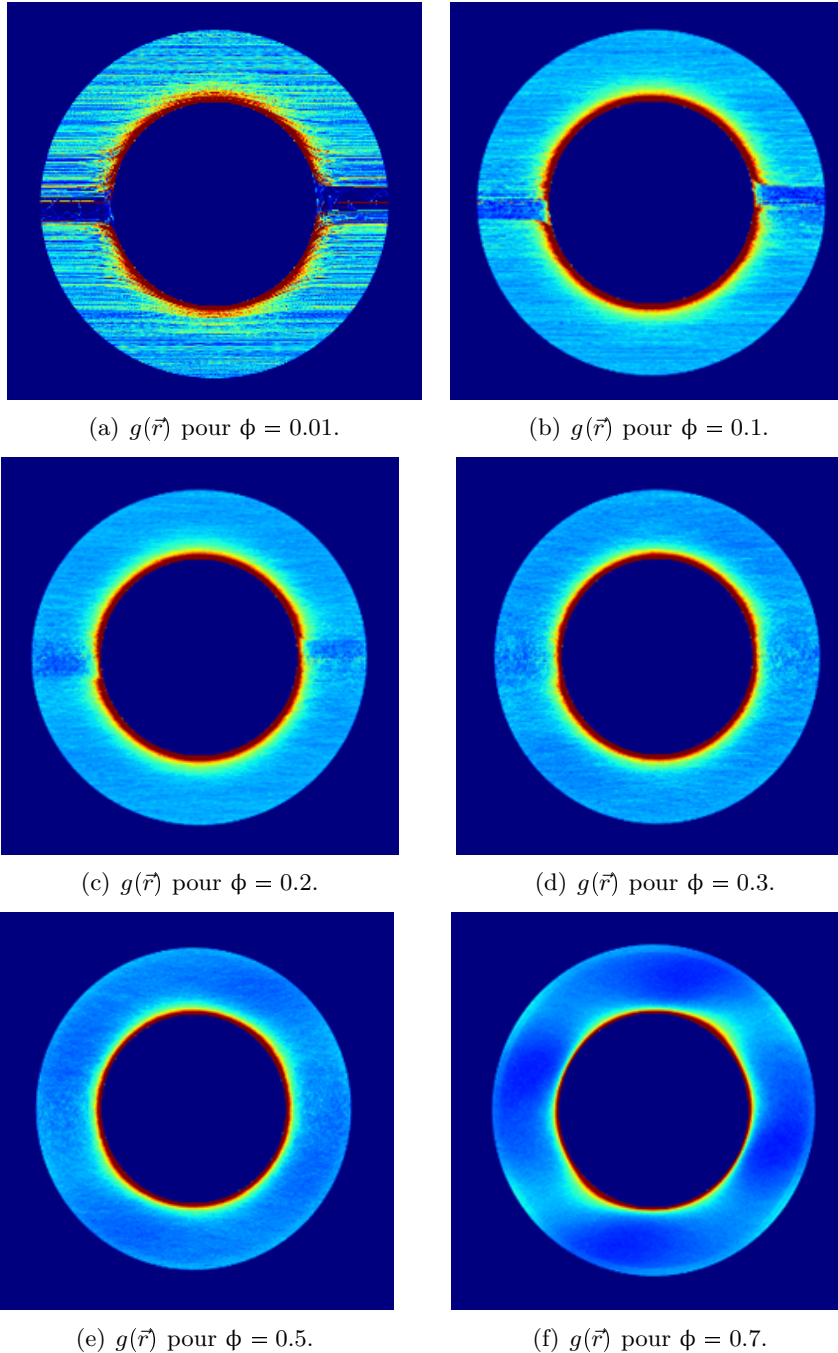 (a) g(r⃗) pour ϕ = 0.01.
(b) g(r⃗) pour ϕ = 0.1.
(c) g(r⃗) pour ϕ = 0.2.
(d) g(r⃗) pour ϕ = 0.3.
(e) g(r⃗) pour ϕ = 0.5.
(f) g(r⃗) pour ϕ = 0.7.